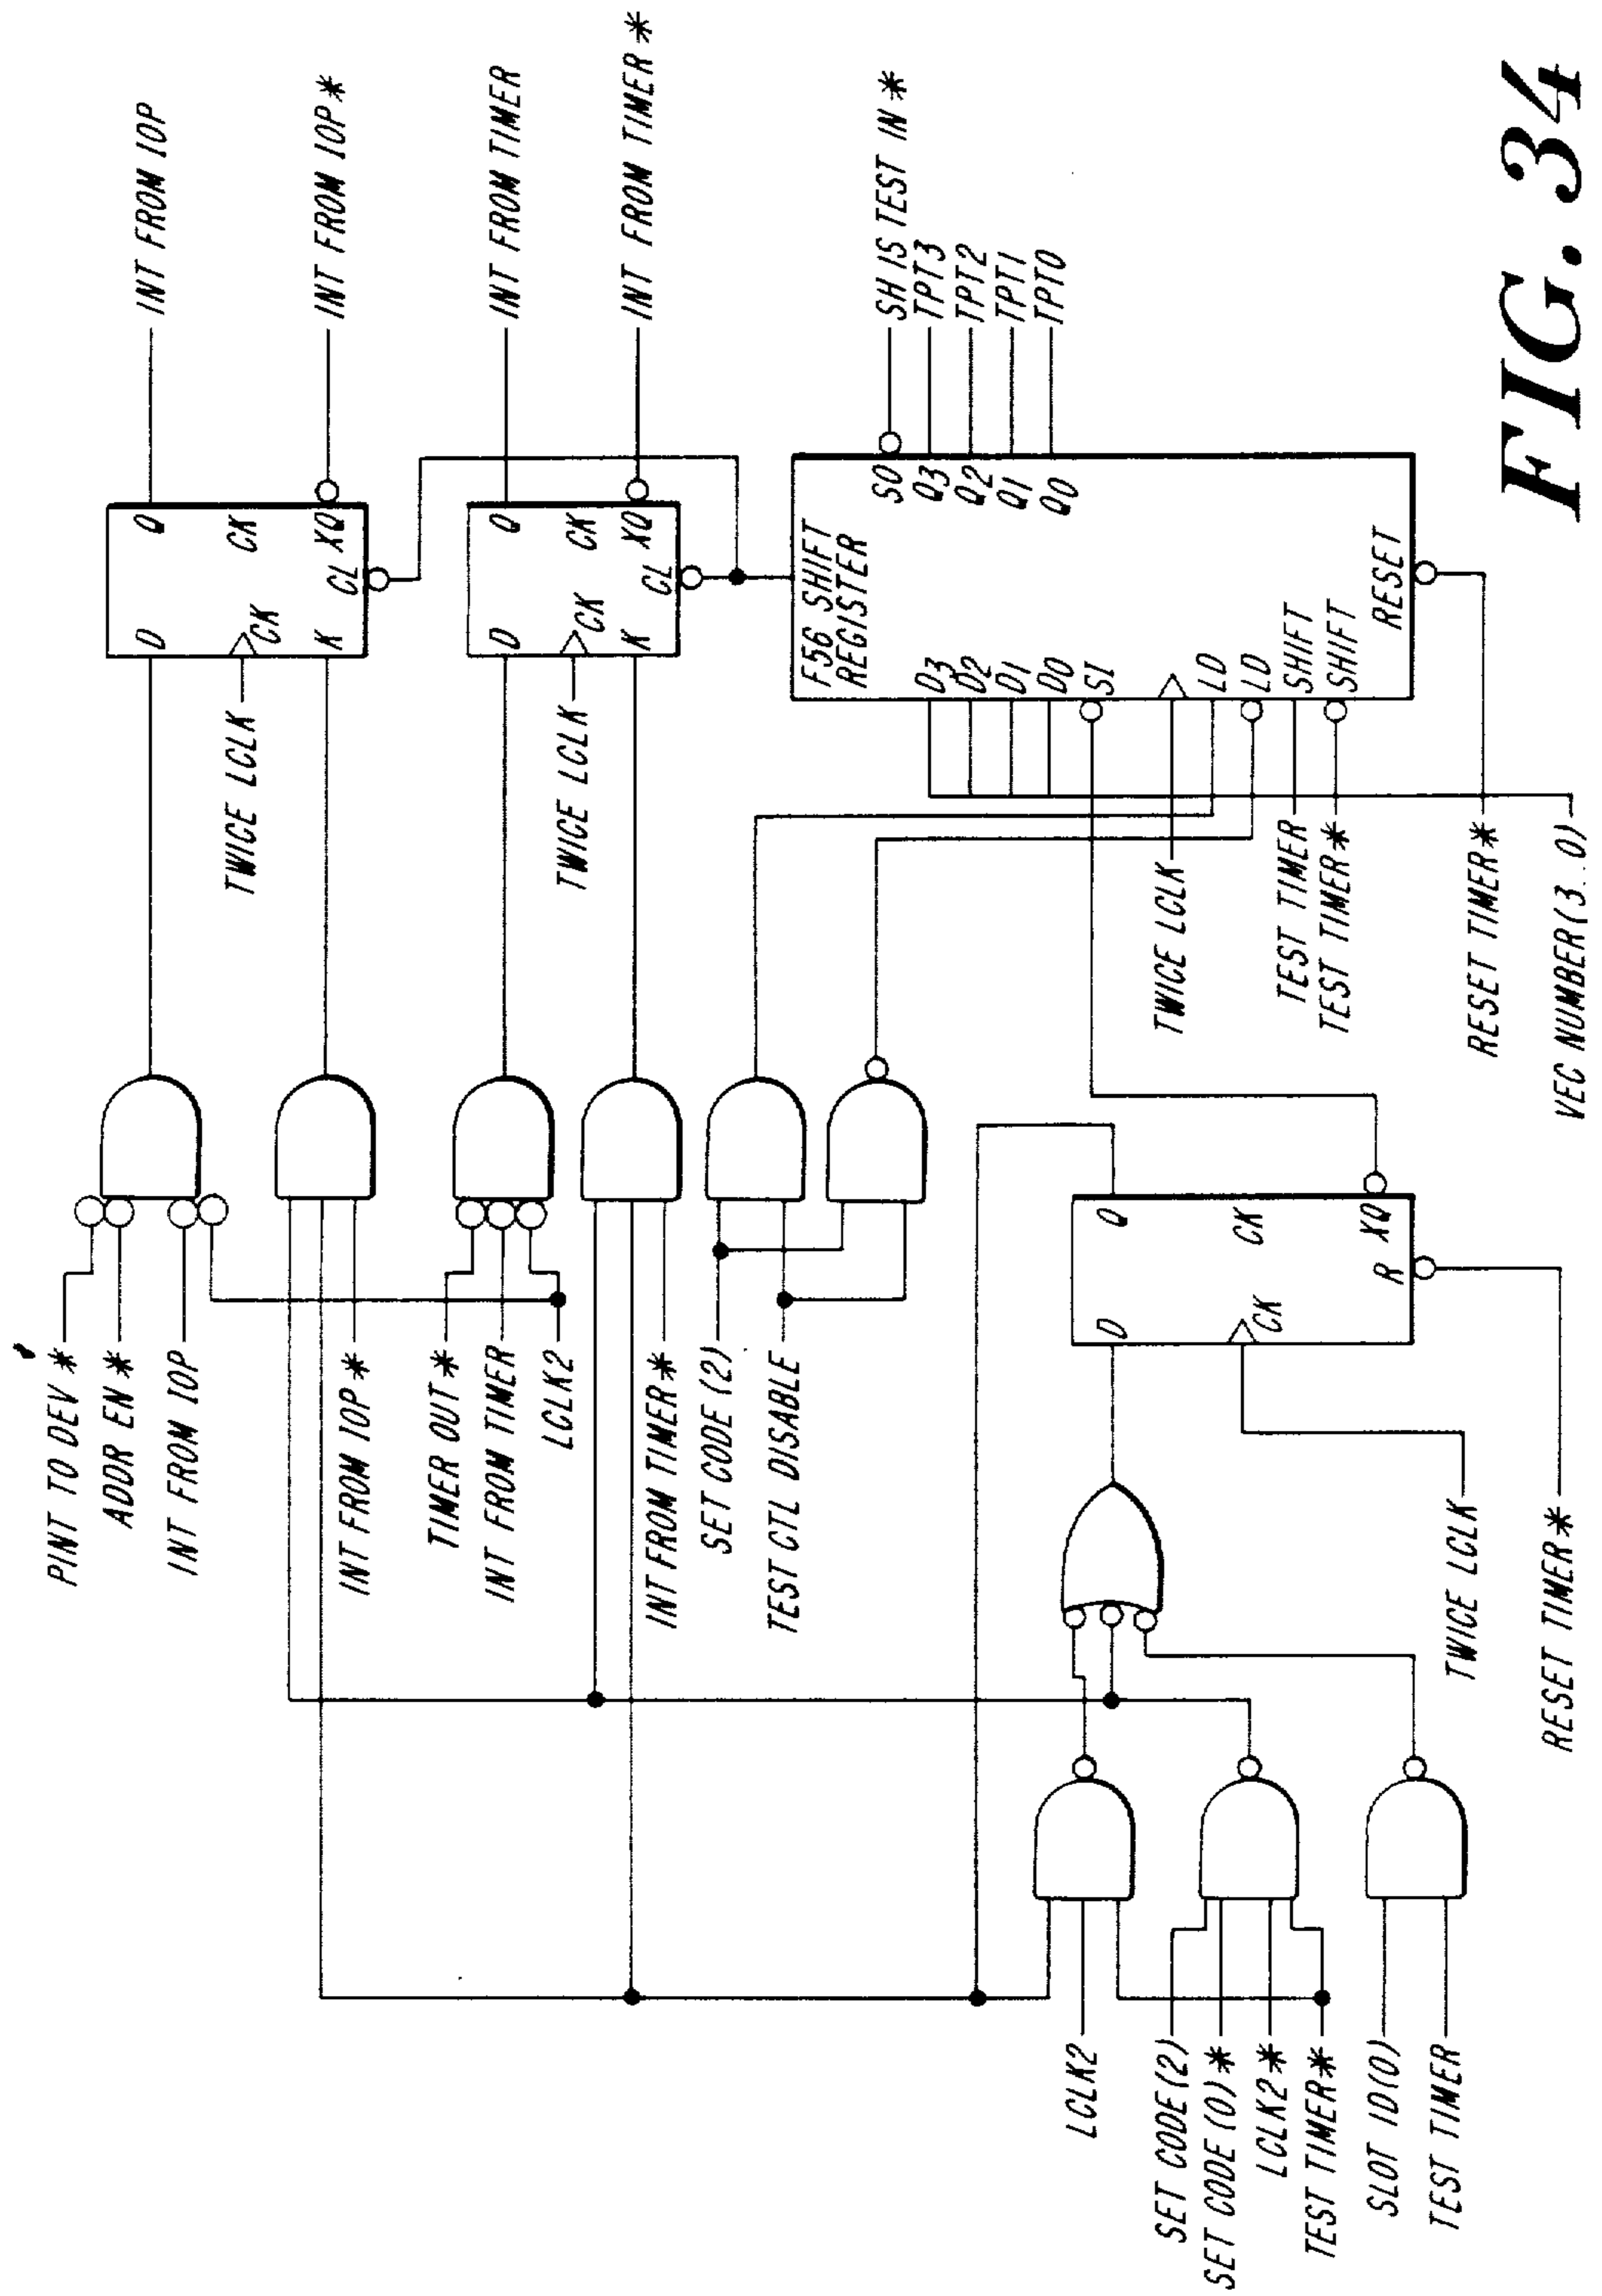 PINT TO DEV *
ADDR EN *
INT FROM IOP
INT FROM IOP *
TIMER OUT *
INT FROM TIMER
LCLK2
INT FROM TIMER *
SET CODE (2)
TEST CTL DISABLE
D
Q
CK
CK
K
XQ
CL
TWICE LCLK
INT FROM IOP
INT FROM IOP *
D
Q
CK
CK
K
XQ
CL
TWICE LCLK
INT FROM TIMER
INT FROM TIMER *
F56 SHIFT
REGISTER
D3
D2
D1
D0
SI
LD
LD
SHIFT
SHIFT
RESET
SO
Q3
Q2
Q1
Q0
SH IS TEST IN *
TPT3
TPT2
TPT1
TPT0
TWICE LCLK
TEST TIMER
TEST TIMER *
RESET TIMER *
VEC NUMBER(3..0)
D
Q
CK
CK
R
XQ
TWICE LCLK
RESET TIMER *
LCLK2
SET CODE(2)
SET CODE (0) *
LCLK2 *
TEST TIMER *
SLOT ID(0)
TEST TIMER
FIG. 34